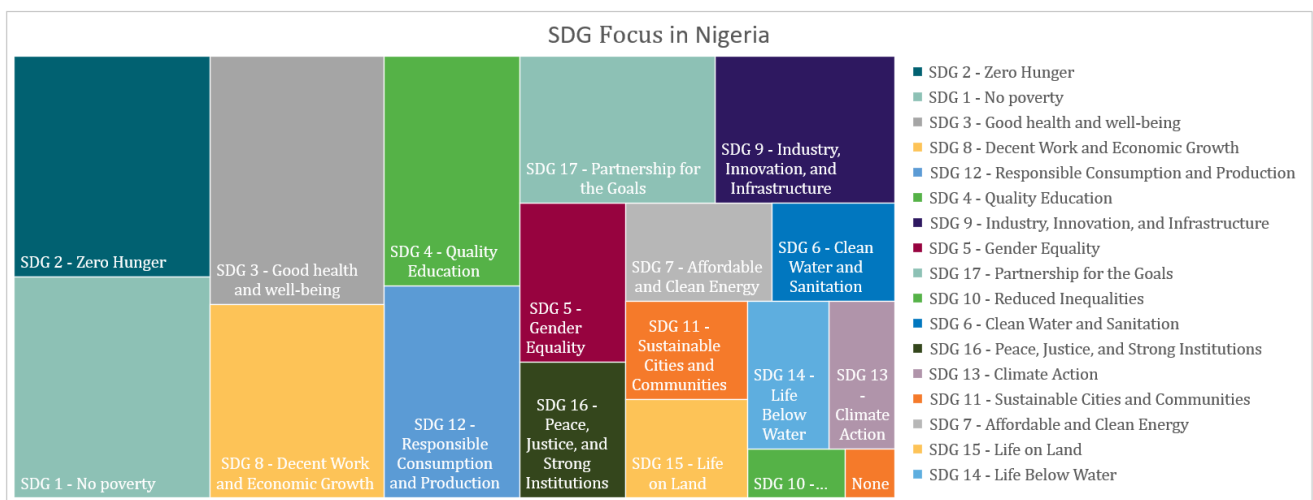 SDG Focus in Nigeria
SDG 2 - Zero Hunger
SDG 1 - No poverty
SDG 3 - Good health
and well-being
SDG 8 - Decent Work
and Economic Growth
SDG 4 - Quality
Education
SDG 12 -
Responsible
Consumption
and Production
SDG 17 - Partnership for
the Goals
SDG 9 - Industry,
Innovation, and
Infrastructure
SDG 5 -
Gender
Equality
SDG 16 -
Peace,
Justice, and
Strong
Institutions
SDG 7 - Affordable
and Clean Energy
SDG 6 - Clean
Water and
Sanitation
SDG 11 -
Sustainable
Cities and
Communities
SDG 15 - Life
on Land
SDG 14 -
Life
Below
Water
SDG 13
-
Climate
Action
SDG 10 -...
None
SDG 2 - Zero Hunger
SDG 1 - No poverty
SDG 3 - Good health and well-being
SDG 8 - Decent Work and Economic Growth
SDG 12 - Responsible Consumption and Production
SDG 4 - Quality Education
SDG 9 - Industry, Innovation, and Infrastructure
SDG 5 - Gender Equality
SDG 17 - Partnership for the Goals
SDG 10 - Reduced Inequalities
SDG 6 - Clean Water and Sanitation
SDG 16 - Peace, Justice, and Strong Institutions
SDG 13 - Climate Action
SDG 11 - Sustainable Cities and Communities
SDG 7 - Affordable and Clean Energy
SDG 15 - Life on Land
SDG 14 - Life Below Water